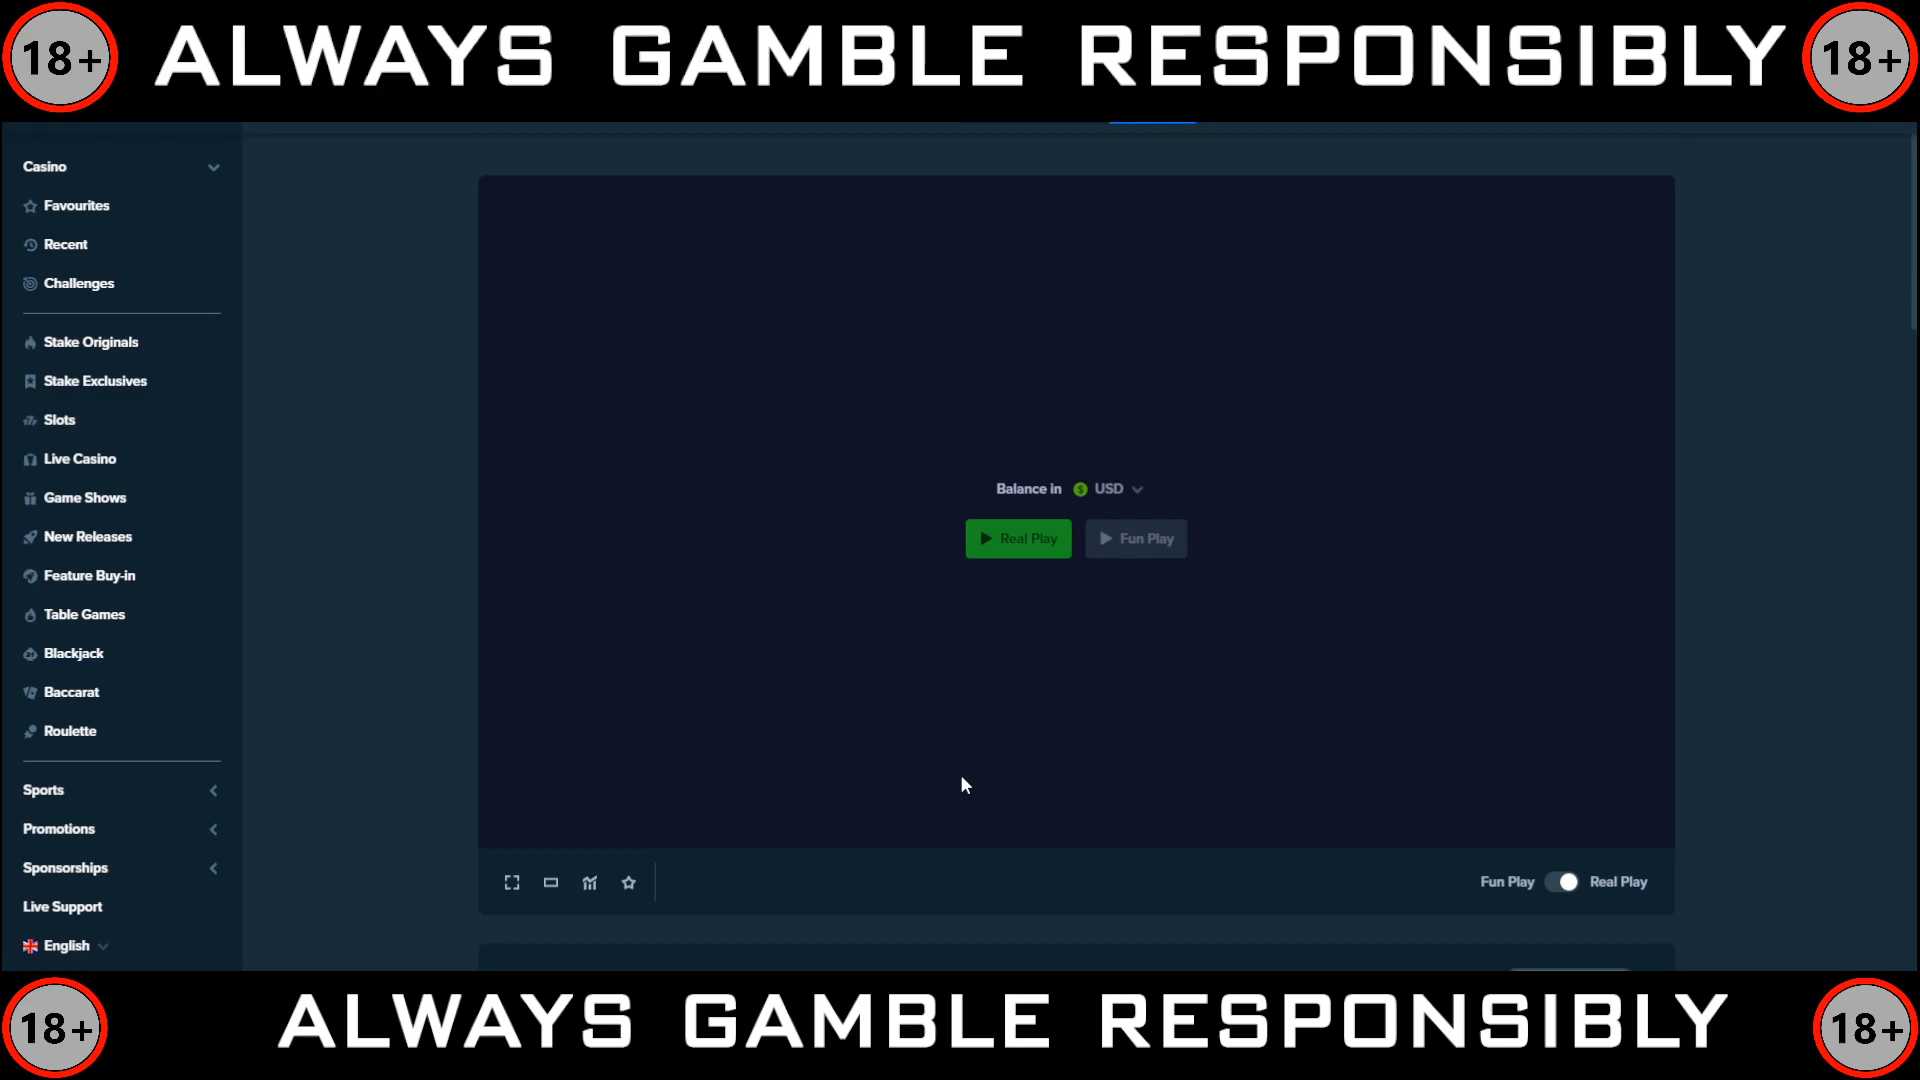 18+ ALWAYS GAMBLE RESPONSIBLY 18+
Casino
Favourites
Recent
Challenges
Stake Originals
Stake Exclusives
Slots
Live Casino
Game Shows
New Releases
Feature Buy-in
Table Games
Blackjack
Baccarat
Roulette
Sports
Promotions
Sponsorships
Live Support
English
Balance in $ USD
Real Play
Fun Play
Fun Play Real Play
18+ ALWAYS GAMBLE RESPONSIBLY 18+